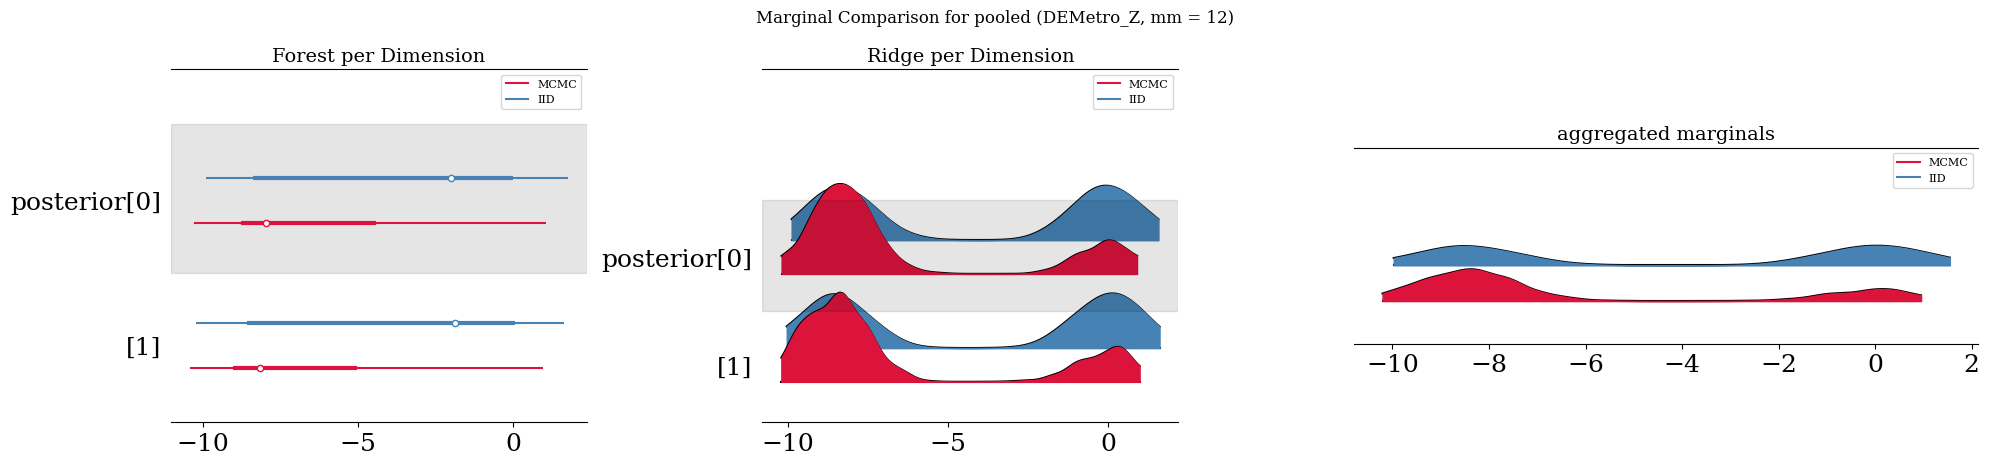 Marginal Comparison for pooled (DEMetro_Z, mm = 12)
Forest per Dimension
MCMC
IID
posterior[0]
[1]
−10 −5 0
Ridge per Dimension
MCMC
IID
posterior[0]
[1]
−10 −5 0
aggregated marginals
MCMC
IID
−10 −8 −6 −4 −2 0 2